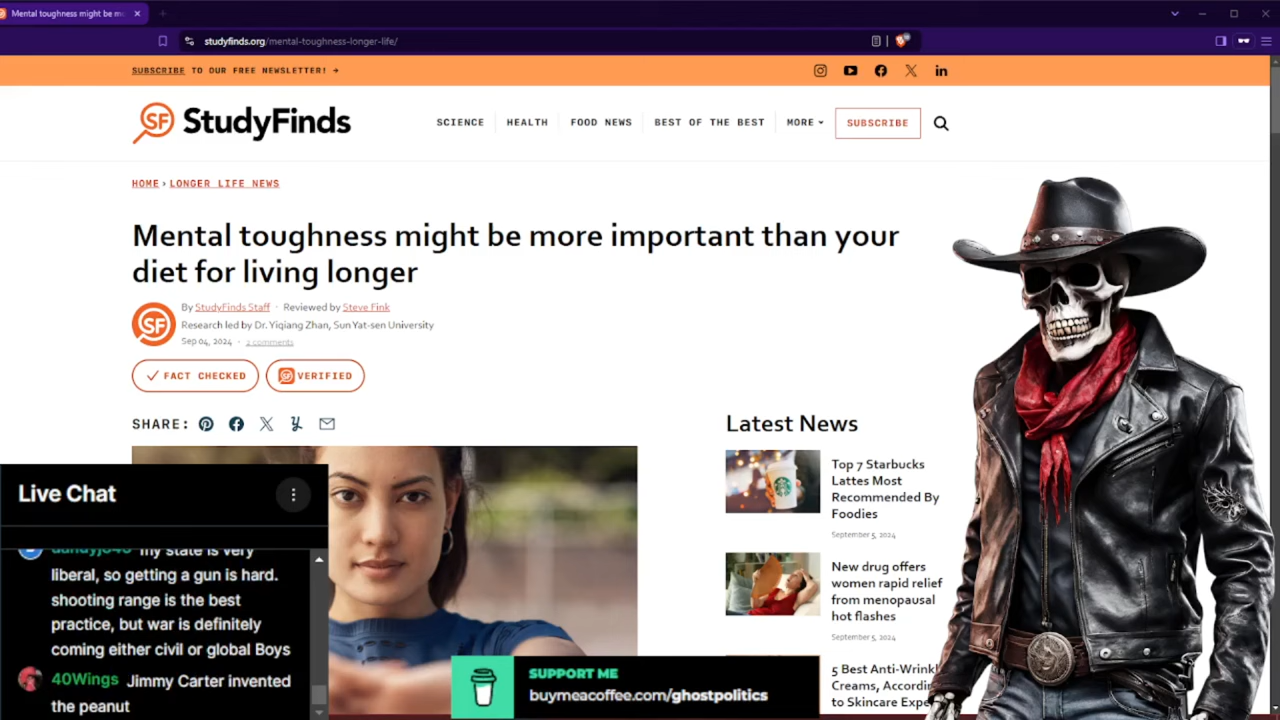 Mental toughness might be m
studyfinds.org/mental-toughness-longer-life/
SUBSCRIBE TO OUR FREE NEWSLETTER! →
SF StudyFinds
SCIENCE
HEALTH
FOOD NEWS
BEST OF THE BEST
MORE
SUBSCRIBE
HOME › LONGER LIFE NEWS
Mental toughness might be more important than your
diet for living longer
SF
By StudyFinds Staff · Reviewed by Steve Fink
Research led by Dr. Yiqiang Zhan, Sun Yat-sen University
Sep 04, 2024 · 2 comments
FACT CHECKED
SF VERIFIED
SHARE:
Latest News
Top 7 Starbucks
Lattes Most
Recommended By
Foodies
September 5, 2024
New drug offers
women rapid relief
from menopausal
hot flashes
September 5, 2024
5 Best Anti-Wrinkl
Creams, Accordin
to Skincare Expe
Live Chat
my state is very
liberal, so getting a gun is hard.
shooting range is the best
practice, but war is definitely
coming either civil or global Boys
40Wings Jimmy Carter invented
the peanut
SUPPORT ME
buymeacoffee.com/ghostpolitics